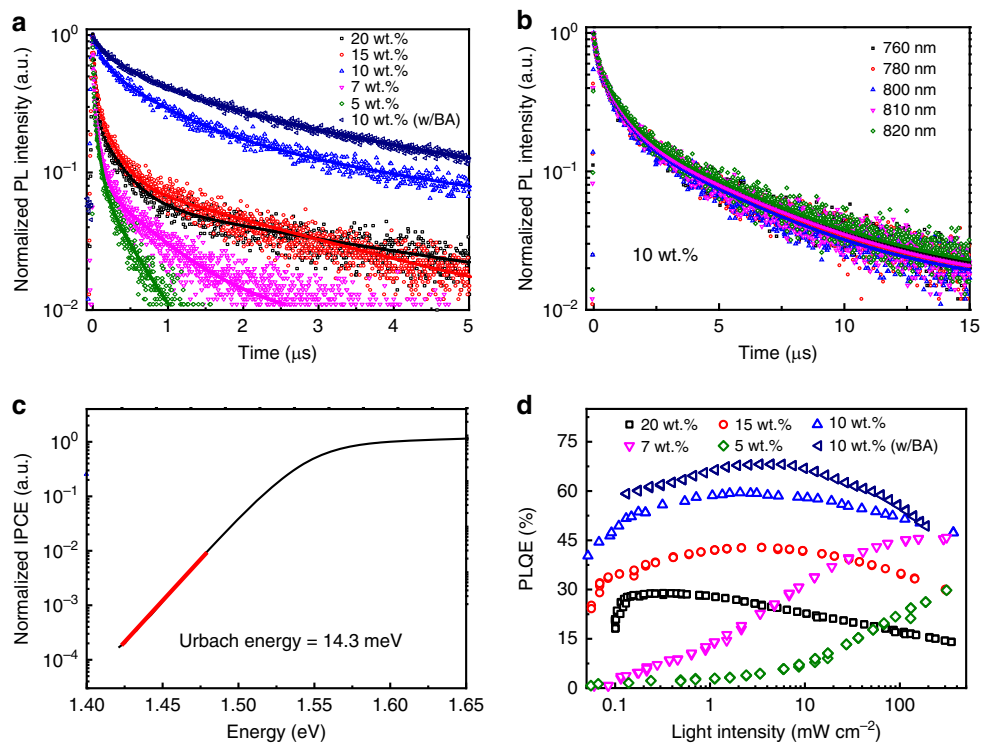 a
Normalized PL intensity (a.u.)
10⁰
10⁻¹
10⁻²
20 wt.%
15 wt.%
10 wt.%
7 wt.%
5 wt.%
10 wt.% (w/BA)
0 1 2 3 4 5
Time (μs)
b
Normalized PL intensity (a.u.)
10⁰
10⁻¹
10⁻²
760 nm
780 nm
800 nm
810 nm
820 nm
10 wt.%
0 5 10 15
Time (μs)
c
Normalized IPCE (a.u.)
10⁰
10⁻¹
10⁻²
10⁻³
10⁻⁴
Urbach energy = 14.3 meV
1.40 1.45 1.50 1.55 1.60 1.65
Energy (eV)
d
PLQE (%)
75
60
45
30
15
0
20 wt.% 15 wt.% 10 wt.%
7 wt.% 5 wt.% 10 wt.% (w/BA)
0.1 1 10 100
Light intensity (mW cm⁻²)